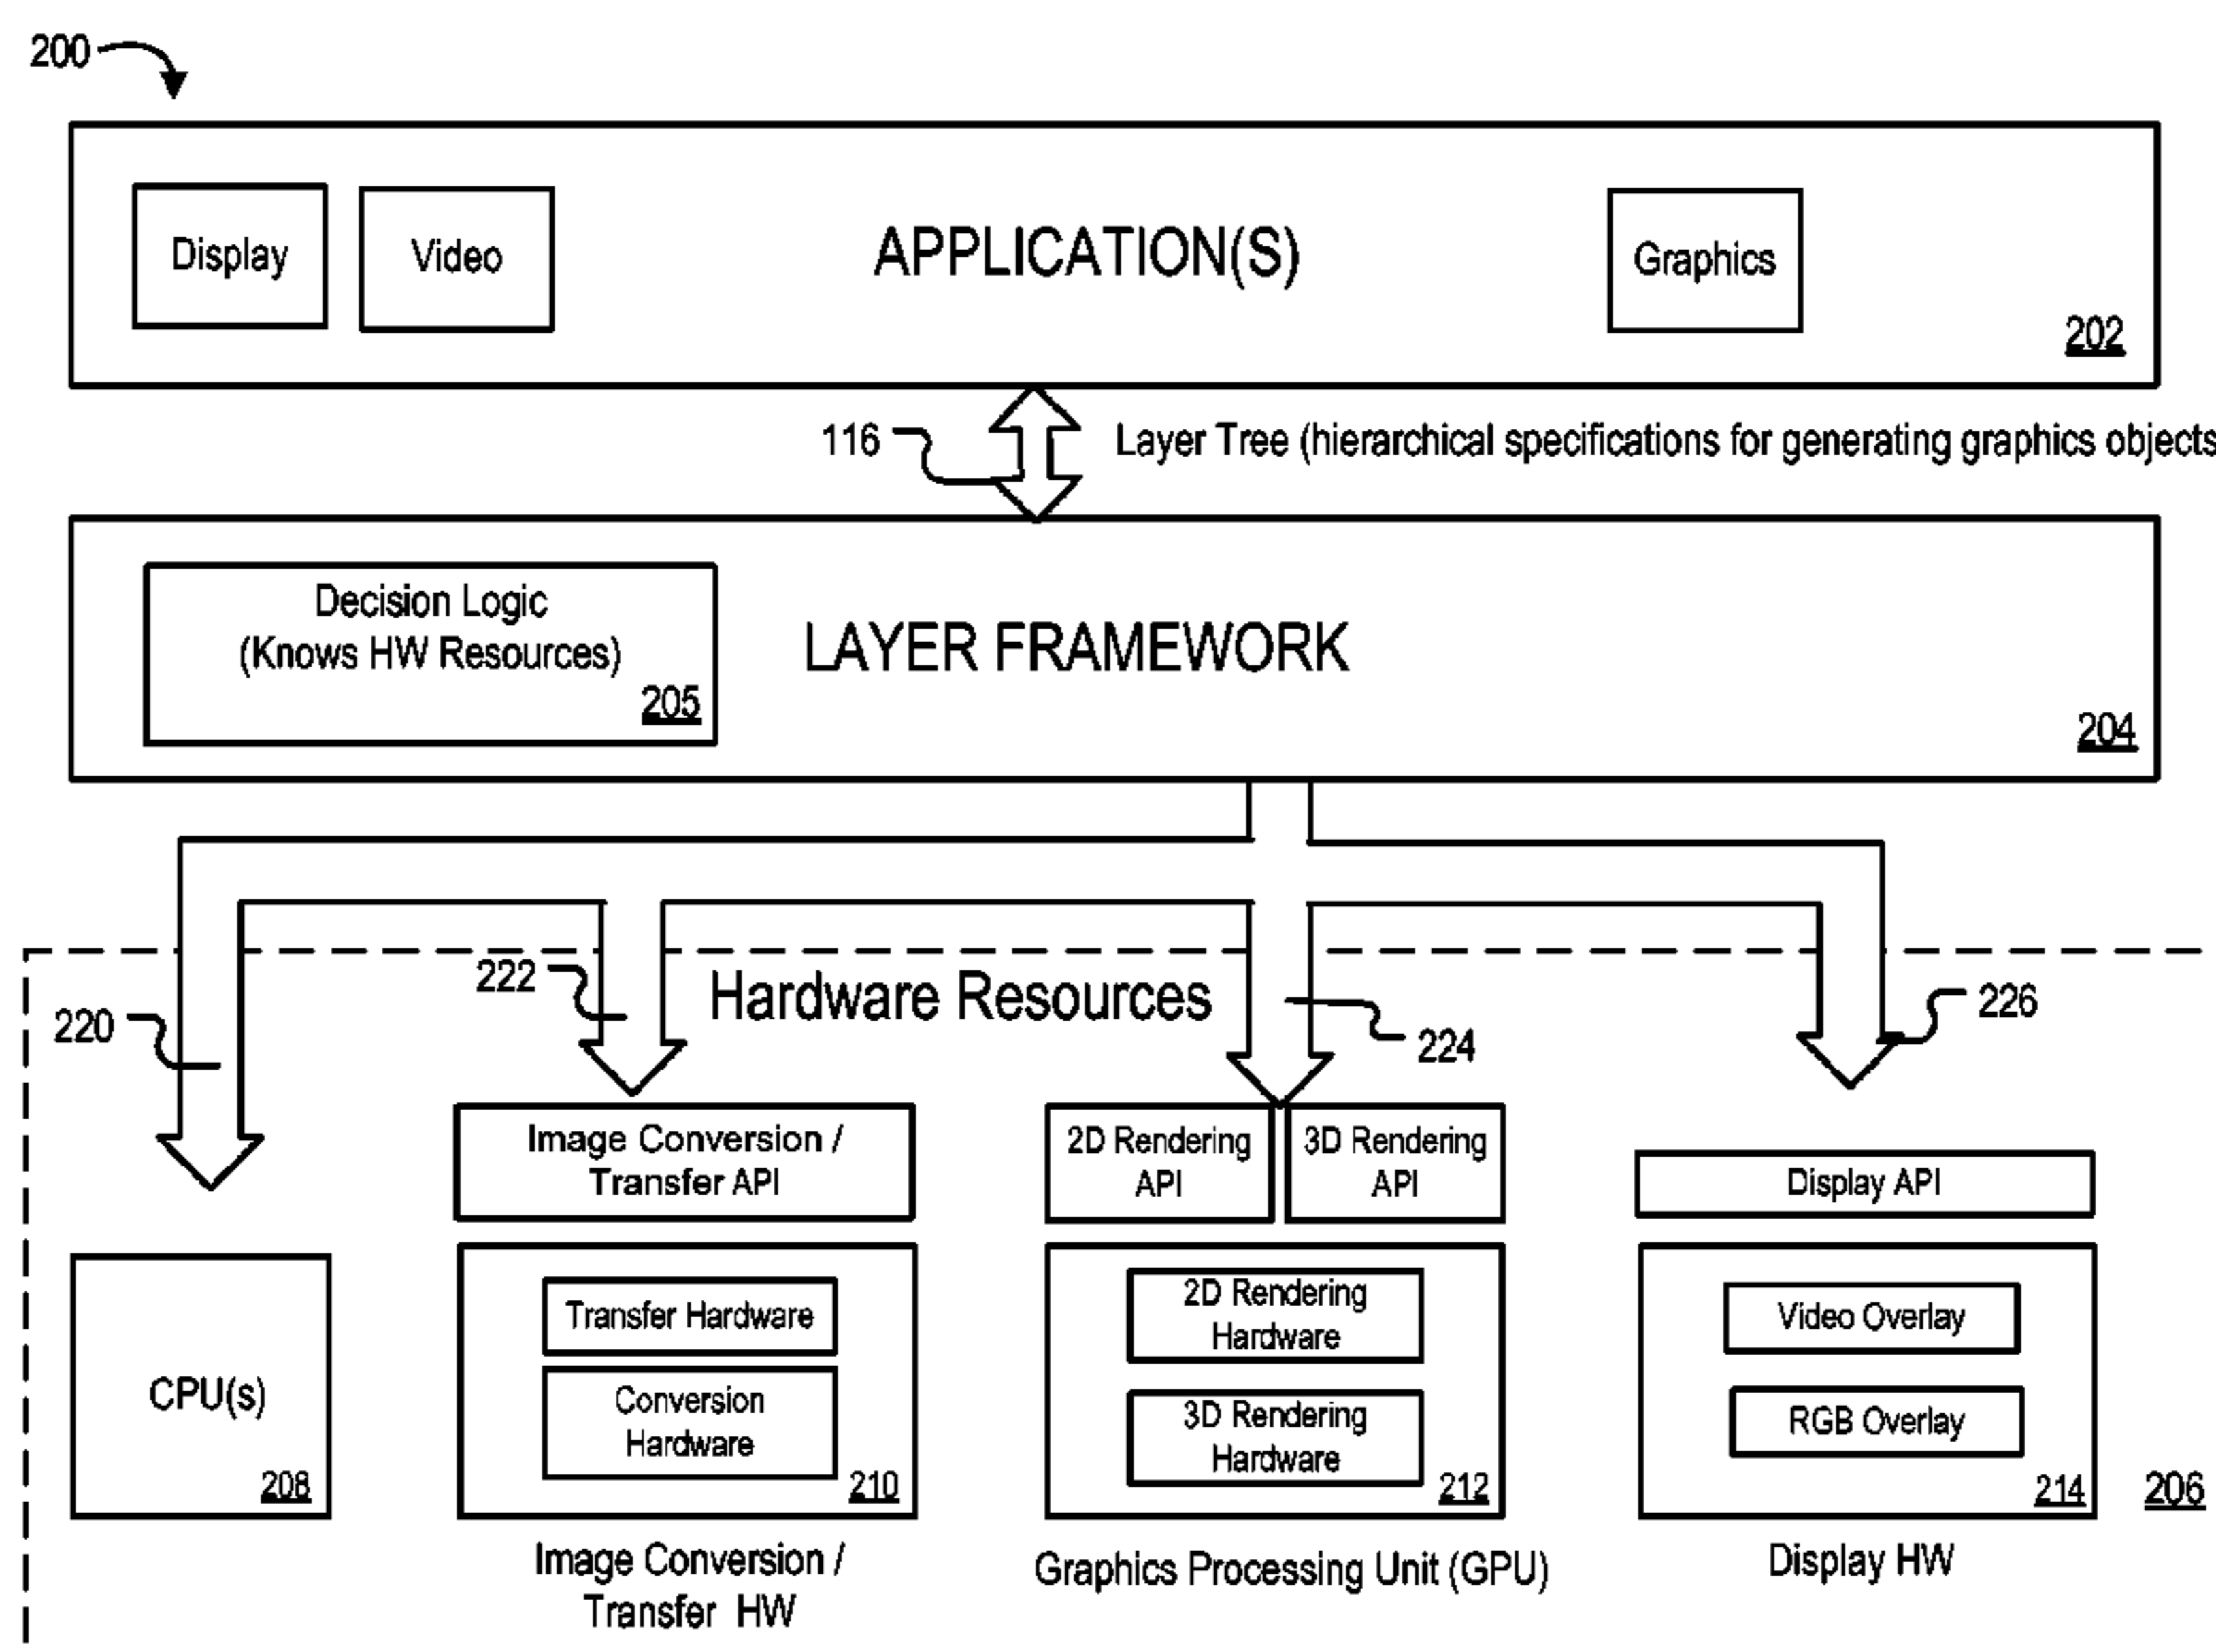 200
Display
Video
APPLICATION(S)
Graphics
202
116
Layer Tree (hierarchical specifications for generating graphics objects
Decision Logic
(Knows HW Resources)
205
LAYER FRAMEWORK
204
220
222
Hardware Resources
224
226
Image Conversion /
Transfer API
2D Rendering
API
3D Rendering
API
Display API
CPU(s)
208
Transfer Hardware
Conversion
Hardware
210
2D Rendering
Hardware
3D Rendering
Hardware
212
Video Overlay
RGB Overlay
214
206
Image Conversion /
Transfer HW
Graphics Processing Unit (GPU)
Display HW